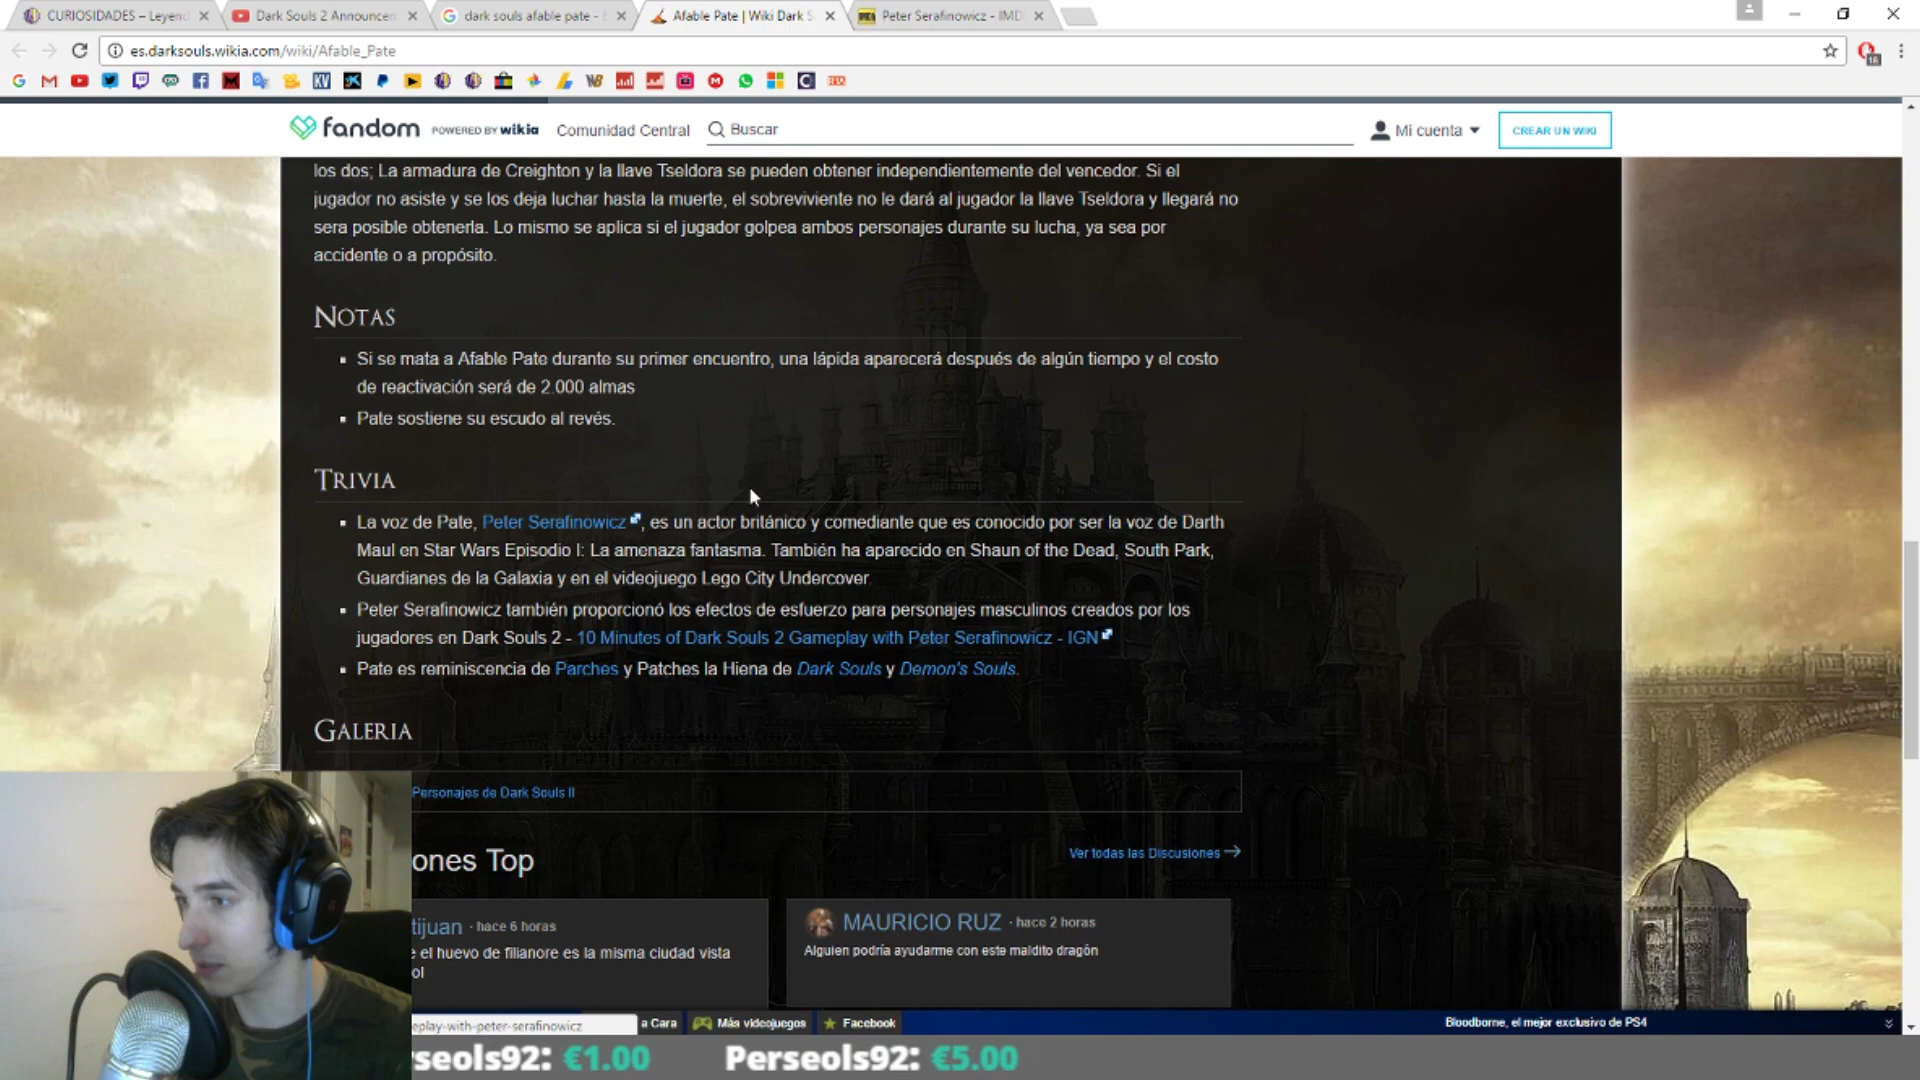 CURIOSIDADES – Leyend
Dark Souls 2 Announcem
dark souls afable pate -
Afable Pate | Wiki Dark S
Peter Serafinowicz - IMD
es.darksouls.wikia.com/wiki/Afable_Pate
fandom POWERED BY wikia
Comunidad Central
Buscar
Mi cuenta
CREAR UN WIKI
los dos; La armadura de Creighton y la llave Tseldora se pueden obtener independientemente del vencedor. Si el
jugador no asiste y se los deja luchar hasta la muerte, el sobreviviente no le dará al jugador la llave Tseldora y llegará no
sera posible obtenerla. Lo mismo se aplica si el jugador golpea ambos personajes durante su lucha, ya sea por
accidente o a propósito.
NOTAS
Si se mata a Afable Pate durante su primer encuentro, una lápida aparecerá después de algún tiempo y el costo
de reactivación será de 2.000 almas
Pate sostiene su escudo al revés.
TRIVIA
La voz de Pate, Peter Serafinowicz, es un actor británico y comediante que es conocido por ser la voz de Darth
Maul en Star Wars Episodio I: La amenaza fantasma. También ha aparecido en Shaun of the Dead, South Park,
Guardianes de la Galaxia y en el videojuego Lego City Undercover.
Peter Serafinowicz también proporcionó los efectos de esfuerzo para personajes masculinos creados por los
jugadores en Dark Souls 2 - 10 Minutes of Dark Souls 2 Gameplay with Peter Serafinowicz - IGN
Pate es reminiscencia de Parches y Patches la Hiena de Dark Souls y Demon's Souls.
GALERIA
Personajes de Dark Souls II
ones Top
Ver todas las Discusiones
tijuan · hace 6 horas
e el huevo de filianore es la misma ciudad vista
ol
MAURICIO RUZ · hace 2 horas
Alguien podría ayudarme con este maldito dragón
eplay-with-peter-serafinowicz
a Cara
Más videojuegos
Facebook
Bloodborne, el mejor exclusivo de PS4
seols92: €1.00
Perseols92: €5.00